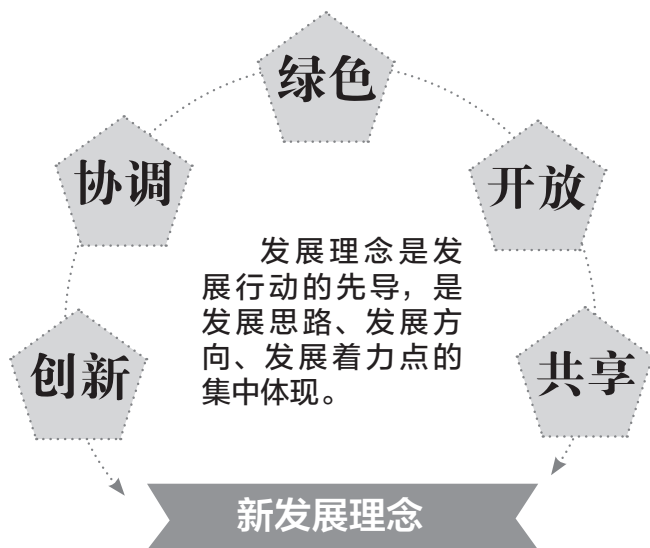 绿色
协调
开放
发展理念是发
展行动的先导，是
发展思路、发展方
向、发展着力点的
集中体现。
创新
共享
新发展理念